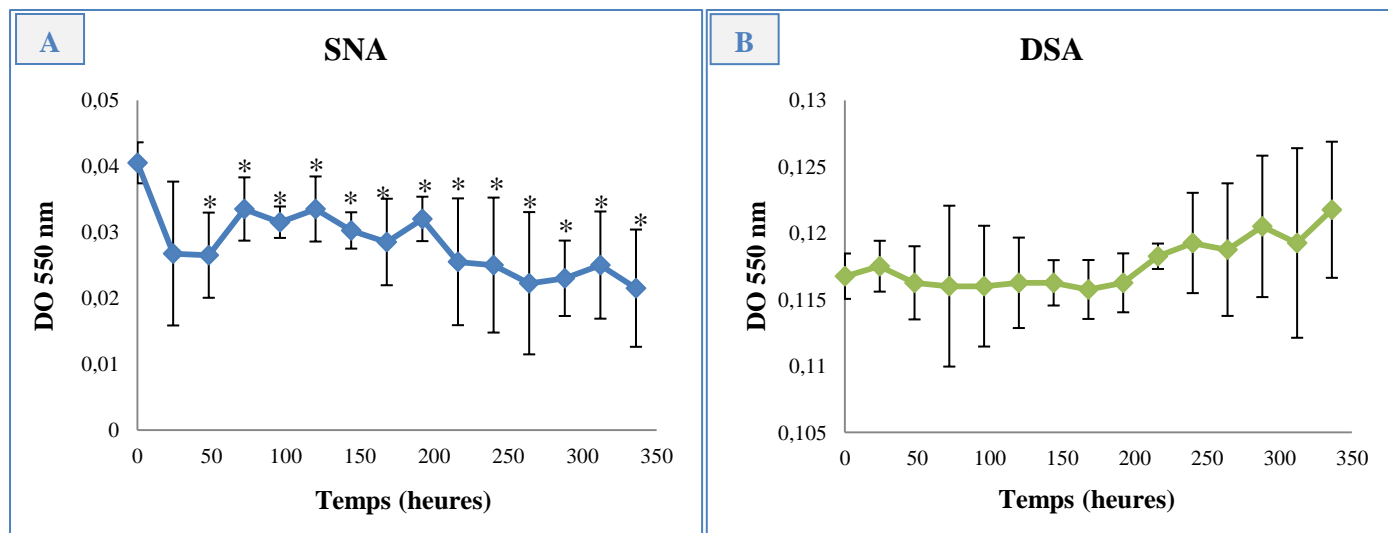 A
SNA
DO 550 nm
0,05
0,04
0,03
0,02
0,01
0
* * * * * * * * * * * * *
0 50 100 150 200 250 300 350
Temps (heures)
B
DSA
DO 550 nm
0,13
0,125
0,12
0,115
0,11
0,105
0 50 100 150 200 250 300 350
Temps (heures)